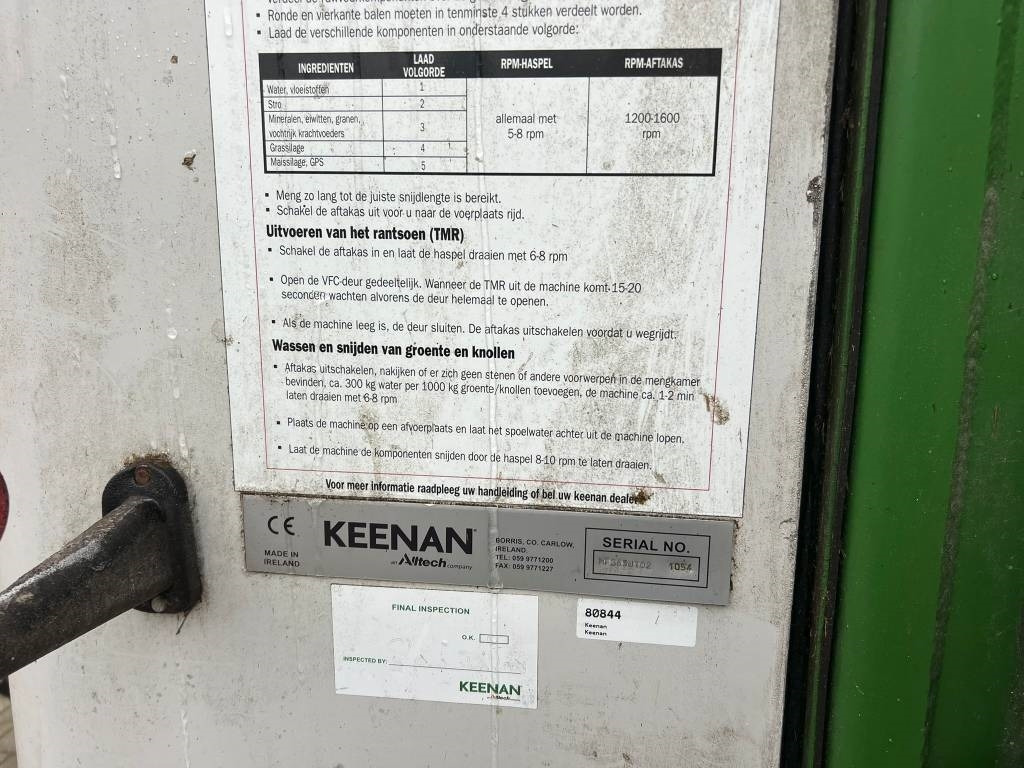 Ronde en vierkante balen moeten in tenminste 4 stukken verdeelt worden.
Laad de verschillende komponenten in onderstaande volgorde:
INGREDIENTEN LAAD VOLGORDE RPM-HASPEL RPM-AFTAKAS
Water, vloeistoffen 1
Stro 2
Mineralen, eiwitten, granen,
vochtrijk krachtvoeders 3
Grassilage 4
Maissilage, GPS 5
allemaal met
5-8 rpm
1200-1600
rpm
Meng zo lang tot de juiste snijdlengte is bereikt.
Schakel de aftakas uit voor u naar de voerplaats rijd.
Uitvoeren van het rantsoen (TMR)
Schakel de aftakas in en laat de haspel draaien met 6-8 rpm
Open de VFC-deur gedeeltelijk. Wanneer de TMR uit de machine komt 15-20
seconden wachten alvorens de deur helemaal te openen.
Als de machine leeg is, de deur sluiten. De aftakas uitschakelen voordat u wegrijdt.
Wassen en snijden van groente en knollen
Aftakas uitschakelen, nakijken of er zich geen stenen of andere voorwerpen in de mengkamer
bevinden, ca. 300 kg water per 1000 kg groente/knollen toevoegen, de machine ca. 1-2 min
laten draaien met 6-8 rpm
Plaats de machine op een afvoerplaats en laat het spoelwater achter uit de machine lopen.
Laat de machine de komponenten snijden door de haspel 8-10 rpm te laten draaien.
Voor meer informatie raadpleeg uw handleiding of bel uw keenan dealer
CE
MADE IN
IRELAND
KEENAN
an Alltech company
BORRIS, CO. CARLOW,
IRELAND.
TEL: 059 9771200
FAX: 059 9771227
SERIAL NO.
1054
FINAL INSPECTION
O.K.
INSPECTED BY:
KEENAN
Alltech
80844
Keenan
Keenan